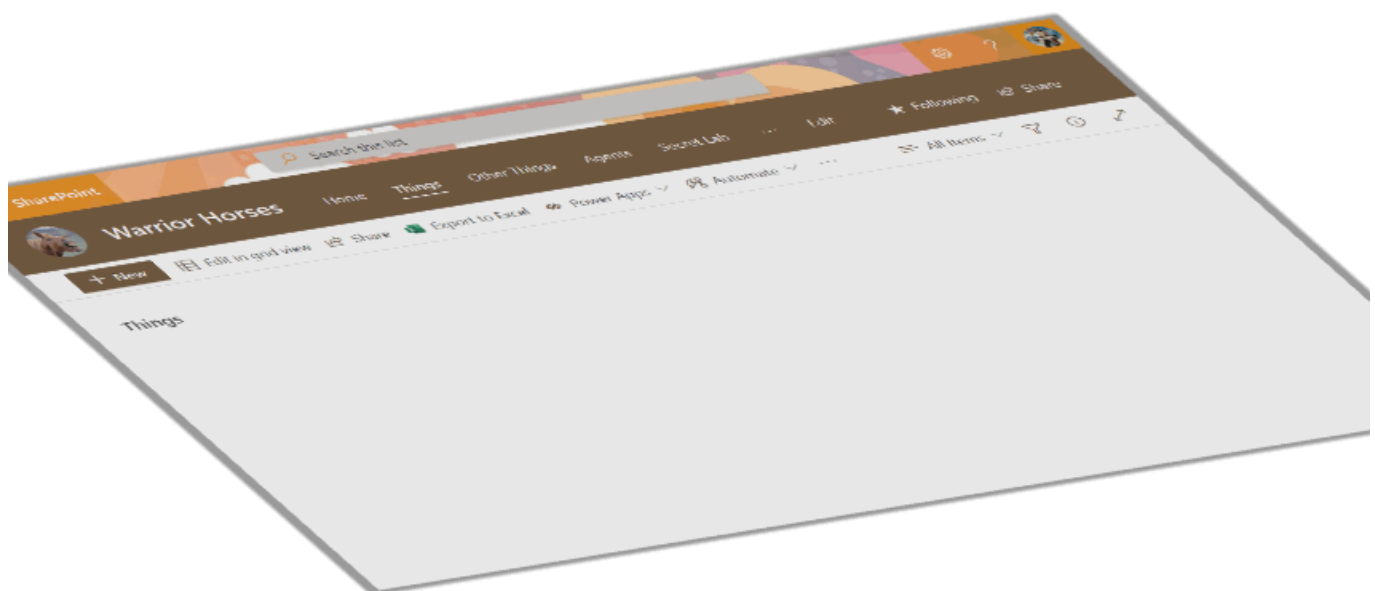 SharePoint
Search this list
?
Warrior Horses
Home Things Other Things Agents Secret Lab ... Edit
Following Share
+ New Edit in grid view Share Export to Excel Power Apps Automate ...
All Items
Things